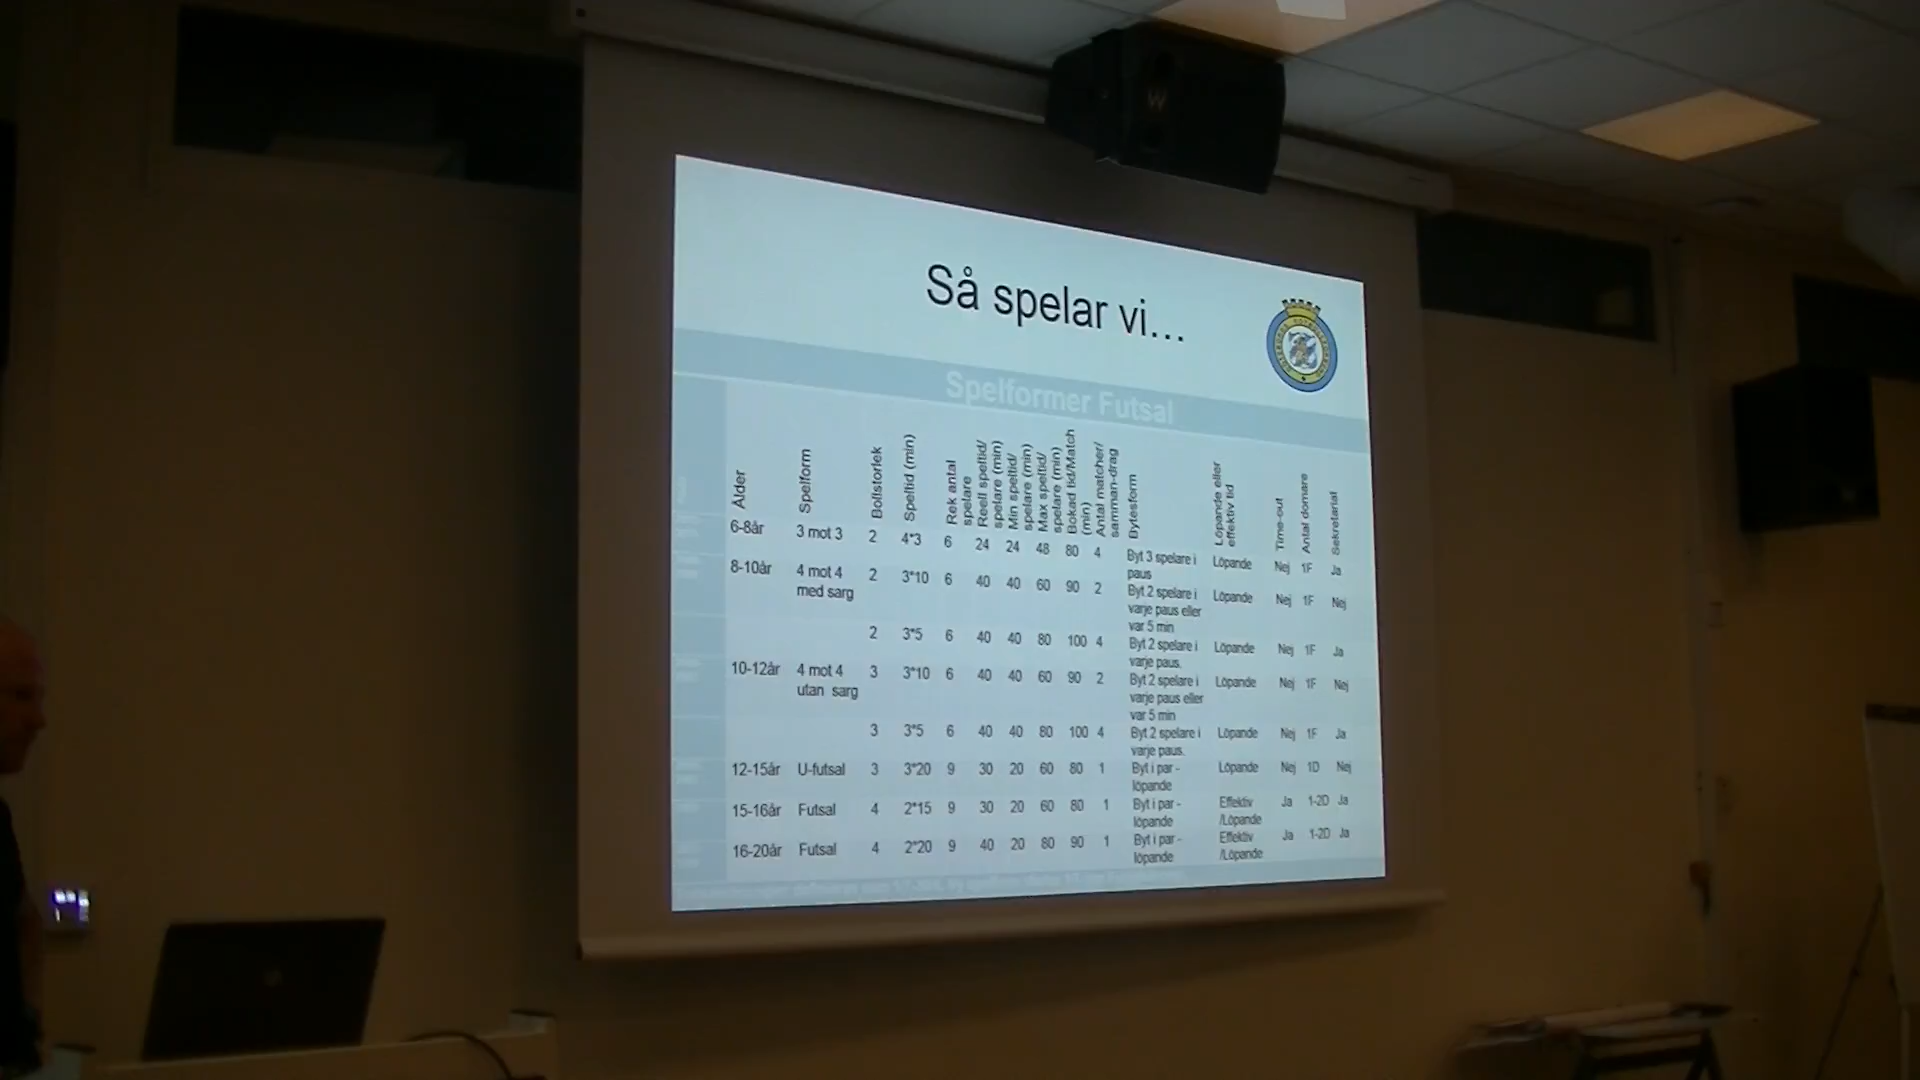 Så spelar vi...
Spelformer Futsal
Ålder Spelform Bollstorlek Speltid (min) Rek antal spelare Reell speltid/ spelare (min) Min speltid/ spelare (min) Max speltid/ spelare (min) Bokad tid/Match (min) Antal matcher/ samman-drag Bytesform Löpande eller effektiv tid Time-out Antal domare Sekretariat
6-8år 3 mot 3 2 4*3 6 24 24 48 80 4 Byt 3 spelare i paus Löpande Nej 1F Ja
8-10år 4 mot 4 med sarg 2 3*10 6 40 40 60 90 2 Byt 2 spelare i varje paus eller var 5 min Löpande Nej 1F Nej
2 3*5 6 40 40 80 100 4 Byt 2 spelare i varje paus. Löpande Nej 1F Ja
10-12år 4 mot 4 utan sarg 3 3*10 6 40 40 60 90 2 Byt 2 spelare i varje paus eller var 5 min Löpande Nej 1F Nej
3 3*5 6 40 40 80 100 4 Byt 2 spelare i varje paus. Löpande Nej 1F Ja
12-15år U-futsal 3 3*20 9 30 20 60 80 1 Byt i par - löpande Löpande Nej 1D Nej
15-16år Futsal 4 2*15 9 30 20 60 80 1 Byt i par - löpande Effektiv /Löpande Ja 1-2D Ja
16-20år Futsal 4 2*20 9 40 20 80 90 1 Byt i par - löpande Effektiv /Löpande Ja 1-2D Ja